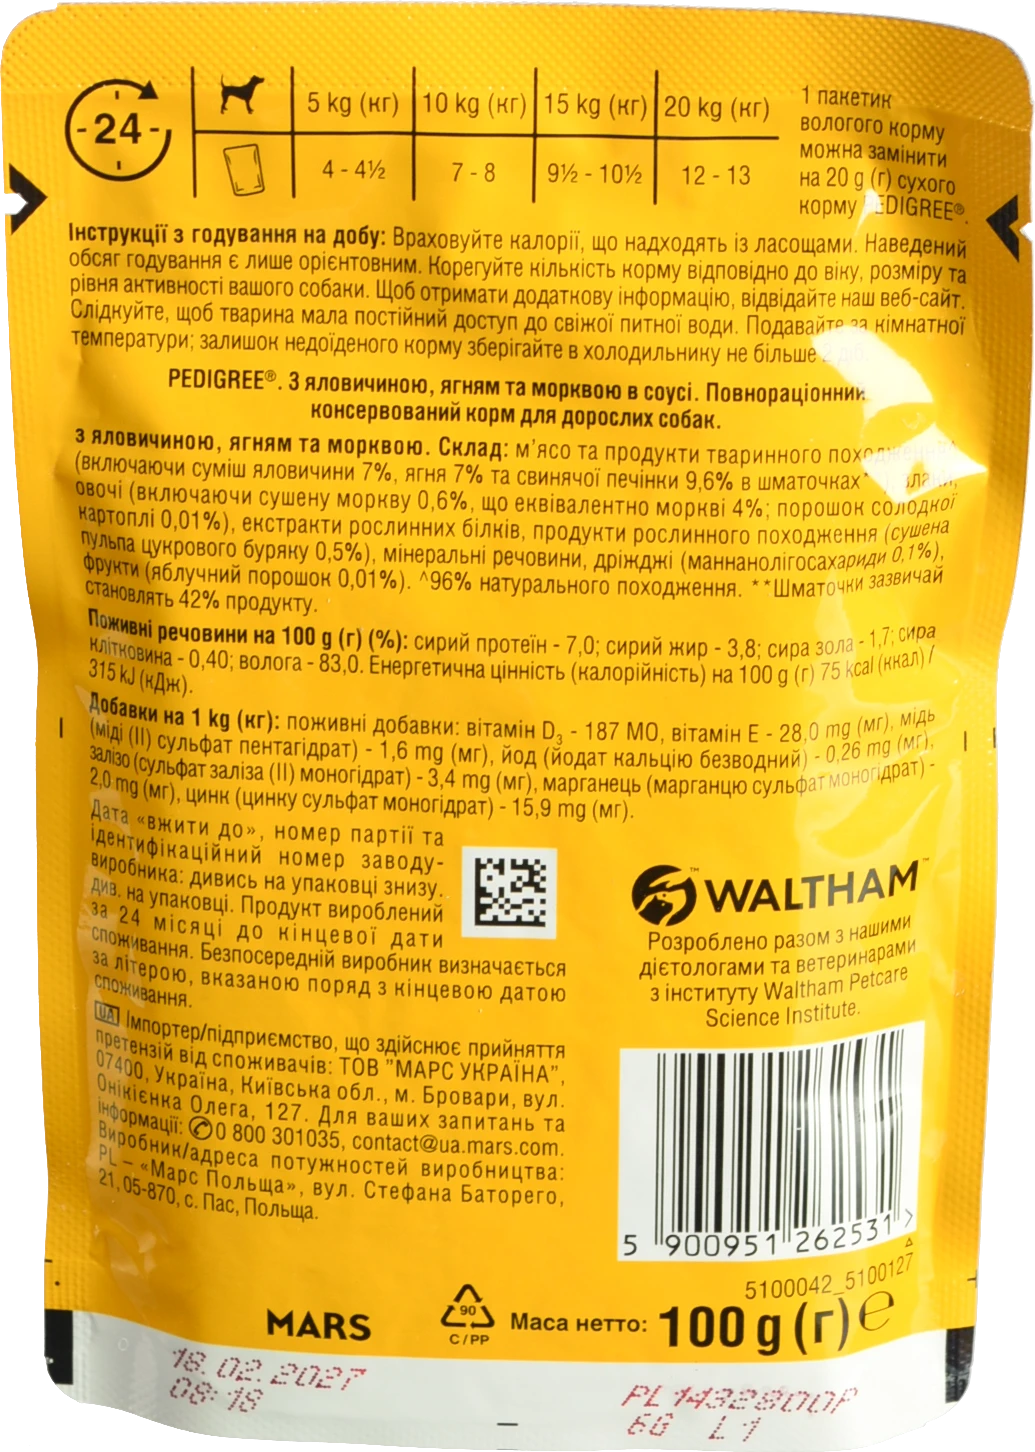 24
5 kg (кг) 10 kg (кг) 15 kg (кг) 20 kg (кг)
4 - 4½ 7 - 8 9½ - 10½ 12 - 13
1 пакетик
вологого корму
можна замінити
на 20 g (г) сухого
корму PEDIGREE®.
Інструкції з годування на добу: Враховуйте калорії, що надходять із ласощами. Наведений
обсяг годування є лише орієнтовним. Корегуйте кількість корму відповідно до віку, розміру та
рівня активності вашого собаки. Щоб отримати додаткову інформацію, відвідайте наш веб-сайт.
Слідкуйте, щоб тварина мала постійний доступ до свіжої питної води. Подавайте за кімнатної
температури; залишок недоїденого корму зберігайте в холодильнику не більше 2 діб.
PEDIGREE®. З яловичиною, ягням та морквою в соусі. Повнораціонний
консервований корм для дорослих собак.
з яловичиною, ягням та морквою. Склад: м'ясо та продукти тваринного походження
(включаючи суміш яловичини 7%, ягня 7% та свинячої печінки 9,6% в шматочках* злаки,
овочі (включаючи сушену моркву 0,6%, що еквівалентно моркві 4%; порошок солодкої
картоплі 0,01%), екстракти рослинних білків, продукти рослинного походження (сушена
пульпа цукрового буряку 0,5%), мінеральні речовини, дріжджі (маннанолігосахариди 0,1%),
фрукти (яблучний порошок 0,01%). ^96% натурального походження. **Шматочки зазвичай
становлять 42% продукту.
Поживні речовини на 100 g (г) (%): сирий протеїн - 7,0; сирий жир - 3,8; сира зола - 1,7; сира
клітковина - 0,40; волога - 83,0. Енергетична цінність (калорійність) на 100 g (г) 75 kcal (ккал) /
315 kJ (кДж).
Добавки на 1 kg (кг): поживні добавки: вітамін D₃ - 187 МО, вітамін Е - 28,0 mg (мг), мідь
(міді (II) сульфат пентагідрат) - 1,6 mg (мг), йод (йодат кальцію безводний) - 0,26 mg (мг),
залізо (сульфат заліза (II) моногідрат) - 3,4 mg (мг), марганець (марганцю сульфат моногідрат) -
2,0 mg (мг), цинк (цинку сульфат моногідрат) - 15,9 mg (мг).
Дата «вжити до», номер партії та
ідентифікаційний номер заводу-
виробника: дивись на упаковці знизу.
див. на упаковці. Продукт вироблений
за 24 місяці до кінцевої дати
споживання. Безпосередній виробник визначається
за літерою, вказаною поряд з кінцевою датою
споживання.
UA Імпортер/підприємство, що здійснює прийняття
претензій від споживачів: ТОВ "МАРС УКРАЇНА",
07400, Україна, Київська обл., м. Бровари, вул.
Онікієнка Олега, 127. Для ваших запитань та
інформації: 0 800 301035, contact@ua.mars.com.
Виробник/адреса потужностей виробництва:
PL – «Марс Польща», вул. Стефана Баторего,
21, 05-870, с. Пас, Польща.
WALTHAM™
Розроблено разом з нашими
дієтологами та ветеринарами
з інституту Waltham Petcare
Science Institute.
5 900951 262531 >
5100042_5100127
MARS
90
C/PP
Маса нетто: 100 g (г) ℮
18.02.2027
08:18
PL1432800P
68 L1